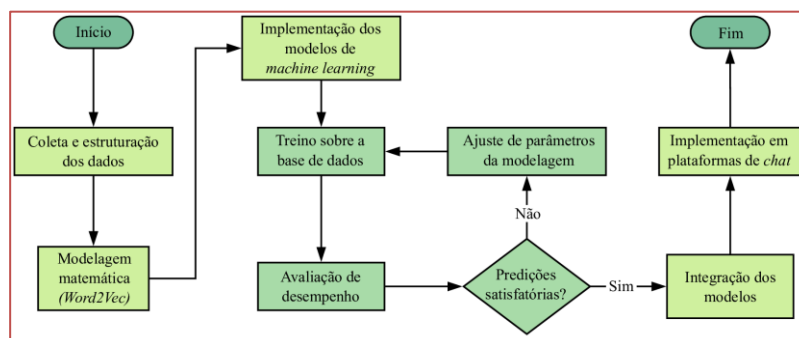 Início
Coleta e estruturação
dos dados
Modelagem
matemática
(Word2Vec)
Implementação dos
modelos de
machine learning
Treino sobre a
base de dados
Avaliação de
desempenho
Predições
satisfatórias?
Não
Ajuste de parâmetros
da modelagem
Sim
Integração dos
modelos
Implementação em
plataformas de chat
Fim